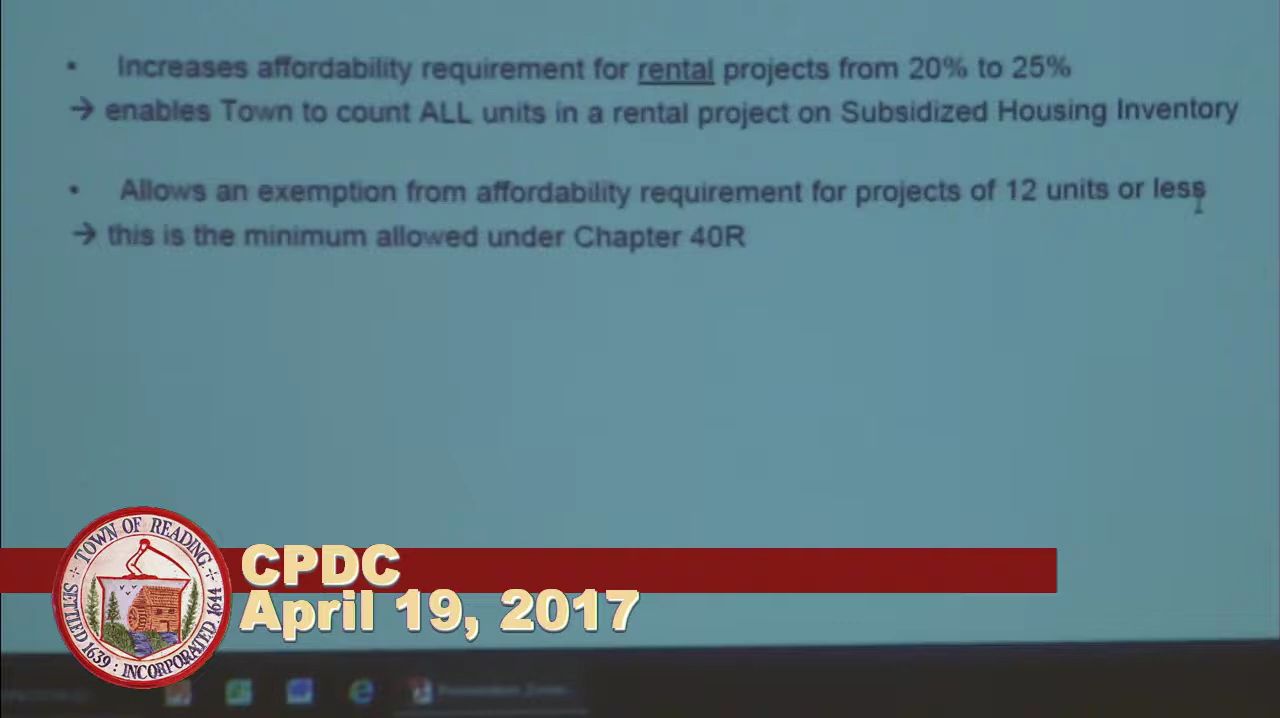 • Increases affordability requirement for rental projects from 20% to 25%
→ enables Town to count ALL units in a rental project on Subsidized Housing Inventory
• Allows an exemption from affordability requirement for projects of 12 units or less
→ this is the minimum allowed under Chapter 40R
TOWN OF READING
SETTLED 1639 : INCORPORATED 1644
CPDC
April 19, 2017